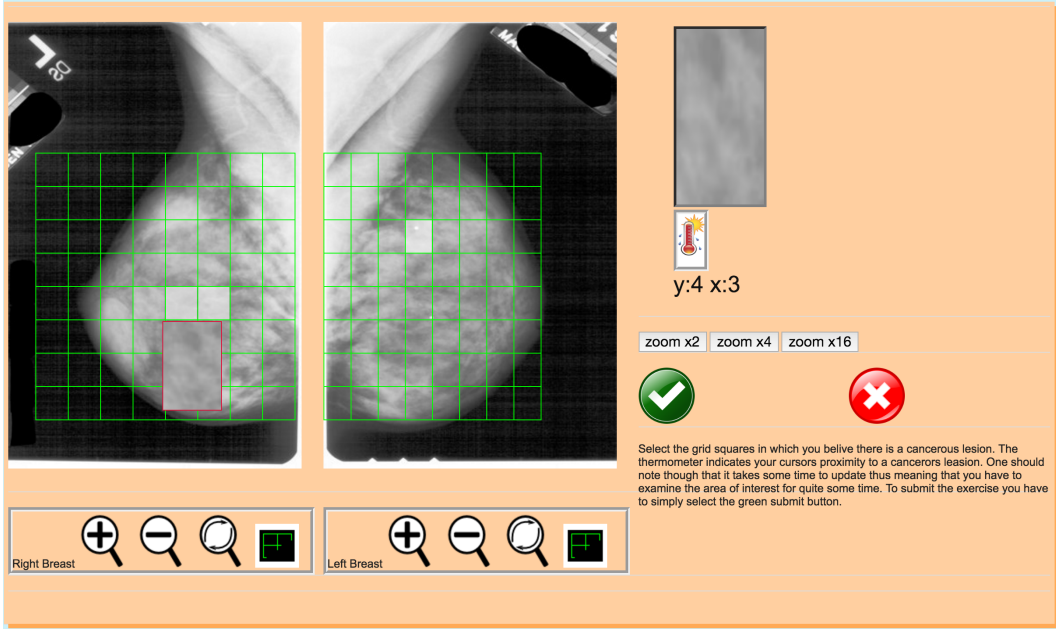 y:4 x:3
zoom x2 zoom x4 zoom x16
Select the grid squares in which you belive there is a cancerous lesion. The
thermometer indicates your cursors proximity to a cancerors leasion. One should
note though that it takes some time to update thus meaning that you have to
examine the area of interest for quite some time. To submit the exercise you have
to simply select the green submit button.
Right Breast
Left Breast